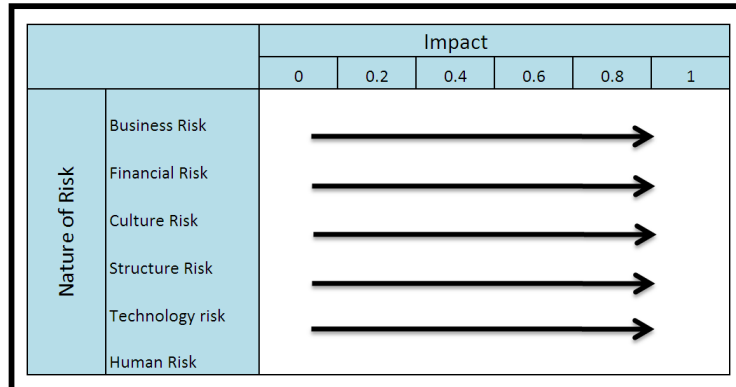 Impact
0 0.2 0.4 0.6 0.8 1
Nature of Risk
Business Risk
Financial Risk
Culture Risk
Structure Risk
Technology risk
Human Risk